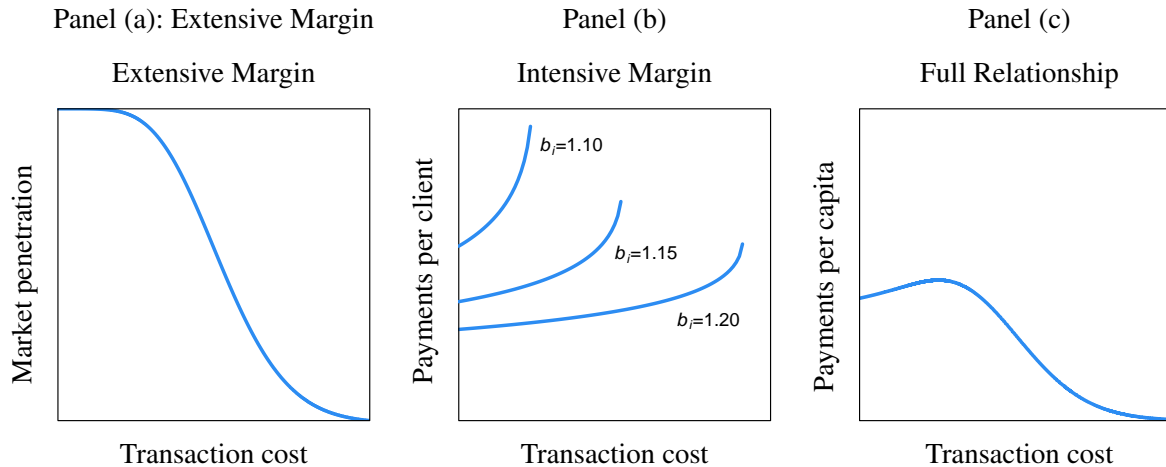 Panel (a): Extensive Margin
Extensive Margin
Market penetration
Transaction cost
Panel (b)
Intensive Margin
Payments per client
b_i=1.10
b_i=1.15
b_i=1.20
Transaction cost
Panel (c)
Full Relationship
Payments per capita
Transaction cost